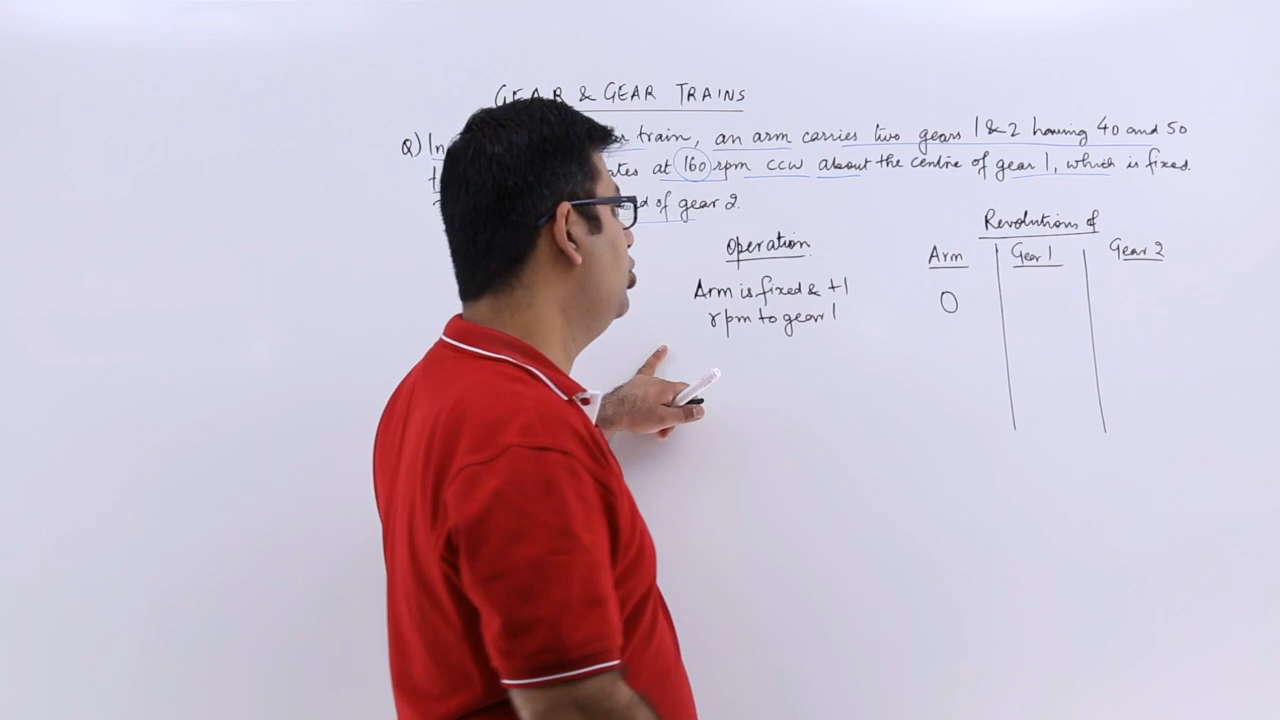 GEAR & GEAR TRAINS
Q) In train, an arm carries two gears 1 & 2 having 40 and 50
at 160 rpm ccw about the centre of gear 1, which is fixed.
of gear 2.
Revolutions of
Operation Arm Gear 1 Gear 2
Arm is fixed & +1 0
rpm to gear 1